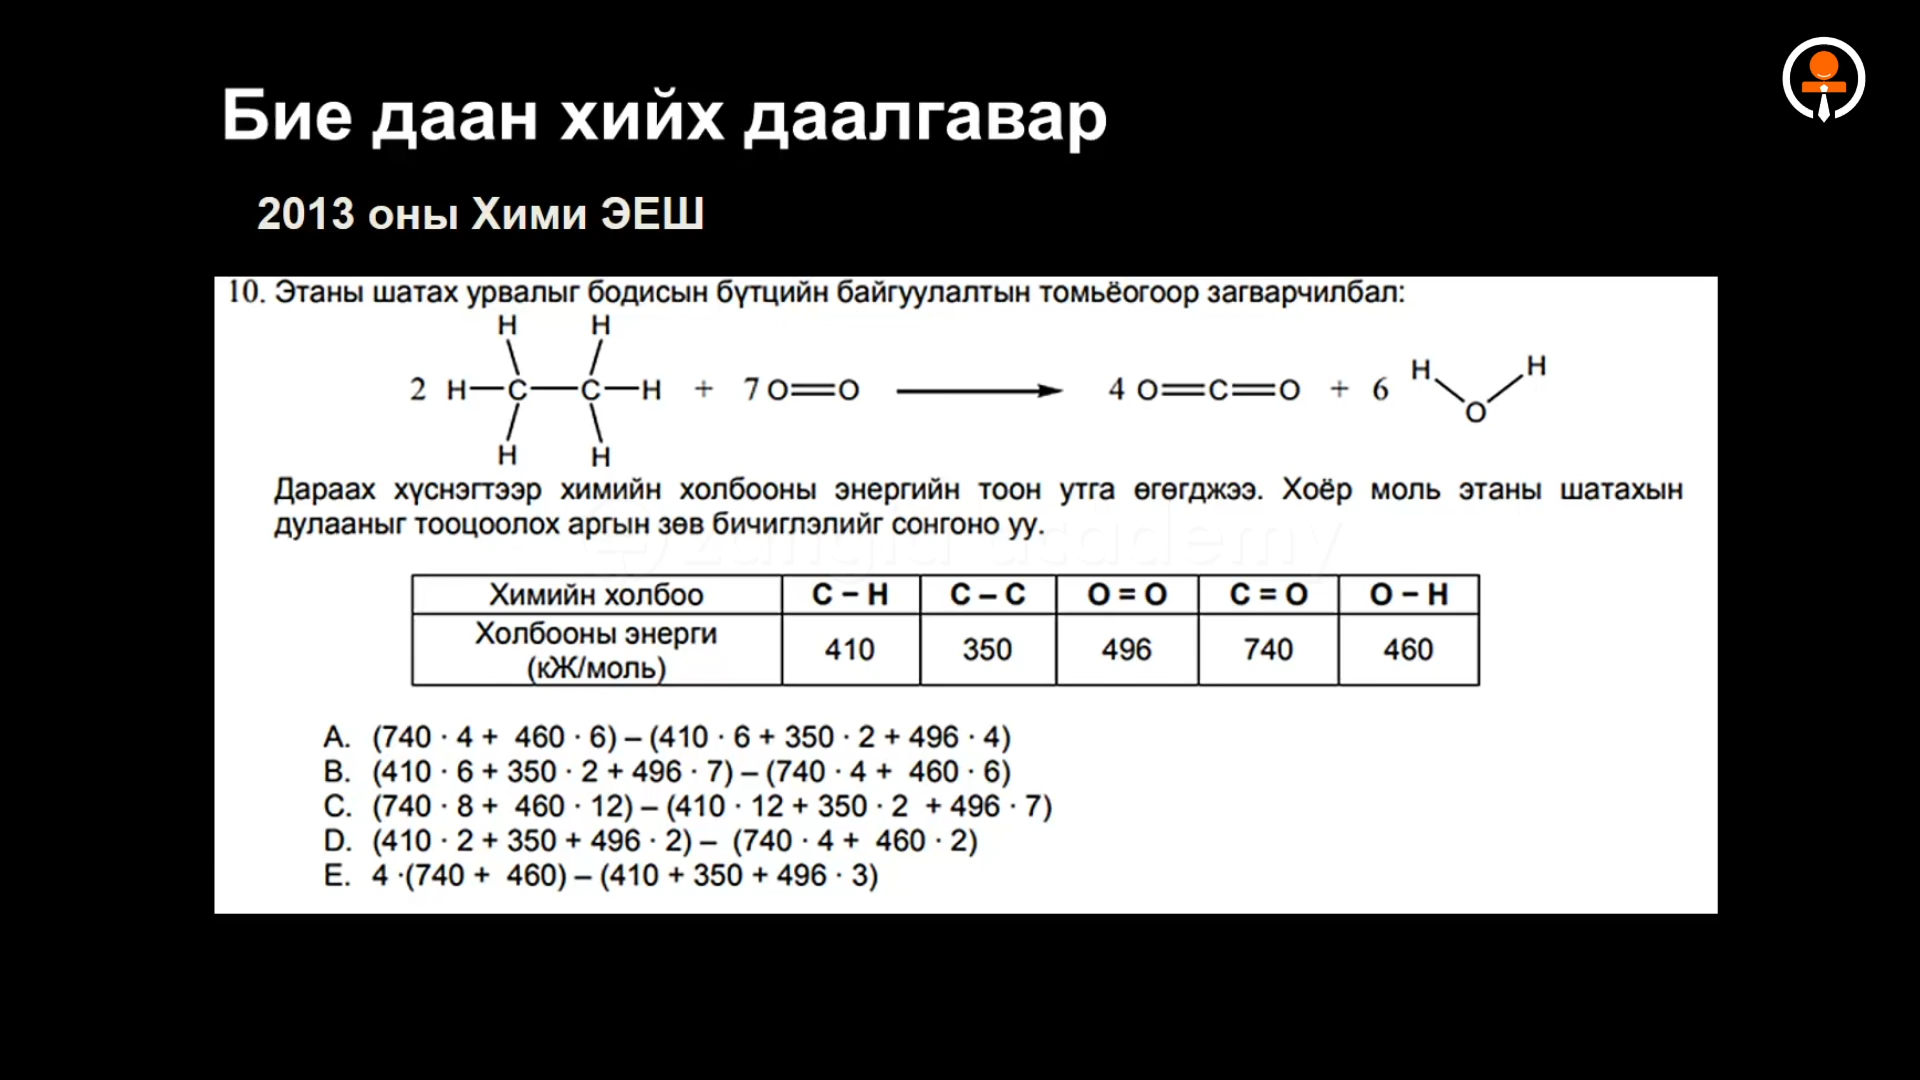 Бие даан хийх даалгавар
2013 оны Хими ЭЕШ
10. Этаны шатах урвалыг бодисын бүтцийн байгуулалтын томьёогоор загварчилбал:
H H
2 H—C—C—H + 7 O=O → 4 O=C=O + 6 H O H
H H
Дараах хүснэгтээр химийн холбооны энергийн тоон утга өгөгджээ. Хоёр моль этаны шатахын
дулааныг тооцоолох аргын зөв бичиглэлийг сонгоно уу.
zangia academy
Химийн холбоо C – H C – C O = O C = O O – H
Холбооны энерги
(кЖ/моль) 410 350 496 740 460
A. (740 · 4 + 460 · 6) – (410 · 6 + 350 · 2 + 496 · 4)
B. (410 · 6 + 350 · 2 + 496 · 7) – (740 · 4 + 460 · 6)
C. (740 · 8 + 460 · 12) – (410 · 12 + 350 · 2 + 496 · 7)
D. (410 · 2 + 350 + 496 · 2) – (740 · 4 + 460 · 2)
E. 4 ·(740 + 460) – (410 + 350 + 496 · 3)